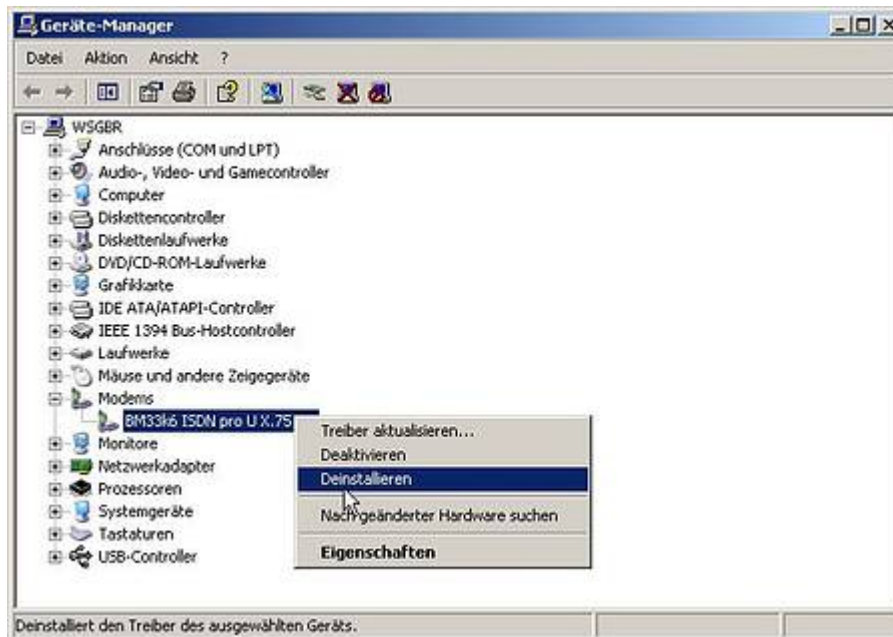 Geräte-Manager
Datei Aktion Ansicht ?
WSGBR
Anschlüsse (COM und LPT)
Audio-, Video- und Gamecontroller
Computer
Diskettencontroller
Diskettenlaufwerke
DVD/CD-ROM-Laufwerke
Grafikkarte
IDE ATA/ATAPI-Controller
IEEE 1394 Bus-Hostcontroller
Laufwerke
Mäuse und andere Zeigegeräte
Modems
BM33k6 ISDN pro U X.75
Monitore
Netzwerkadapter
Prozessoren
Systemgeräte
Tastaturen
USB-Controller
Treiber aktualisieren...
Deaktivieren
Deinstallieren
Nach geänderter Hardware suchen
Eigenschaften
Deinstalliert den Treiber des ausgewählten Geräts.